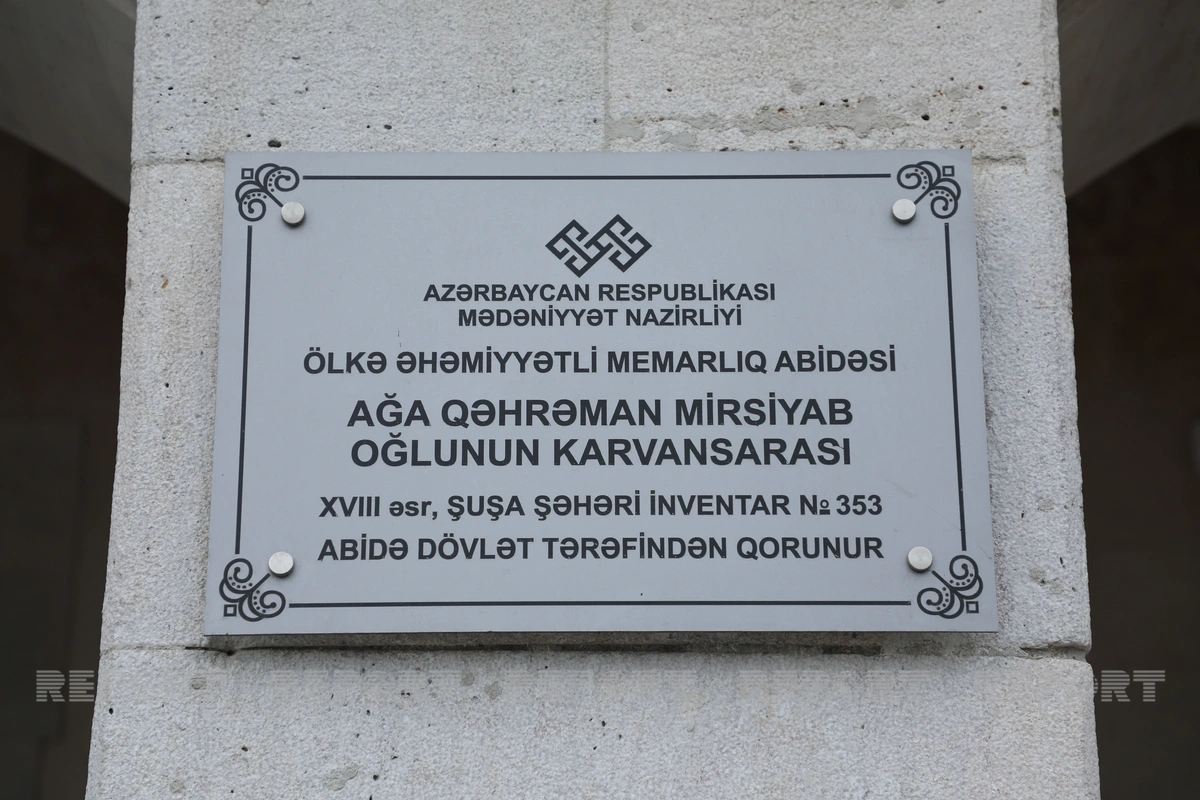 AZƏRBAYCAN RESPUBLİKASI
MƏDƏNİYYƏT NAZİRLİYİ
ÖLKƏ ƏHƏMİYYƏTLİ MEMARLIQ ABİDƏSİ
AĞA QƏHRƏMAN MİRSİYAB
OĞLUNUN KARVANSARASI
XVIII əsr, ŞUŞA ŞƏHƏRİ İNVENTAR № 353
ABİDƏ DÖVLƏT TƏRƏFİNDƏN QORUNUR